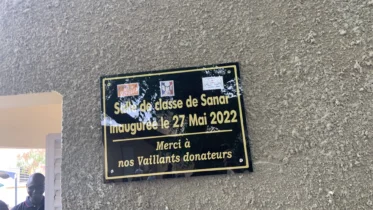 Salle de classe de Sanar
Inaugurée le 27 Mai 2022
Merci à
nos Vaillants donateurs